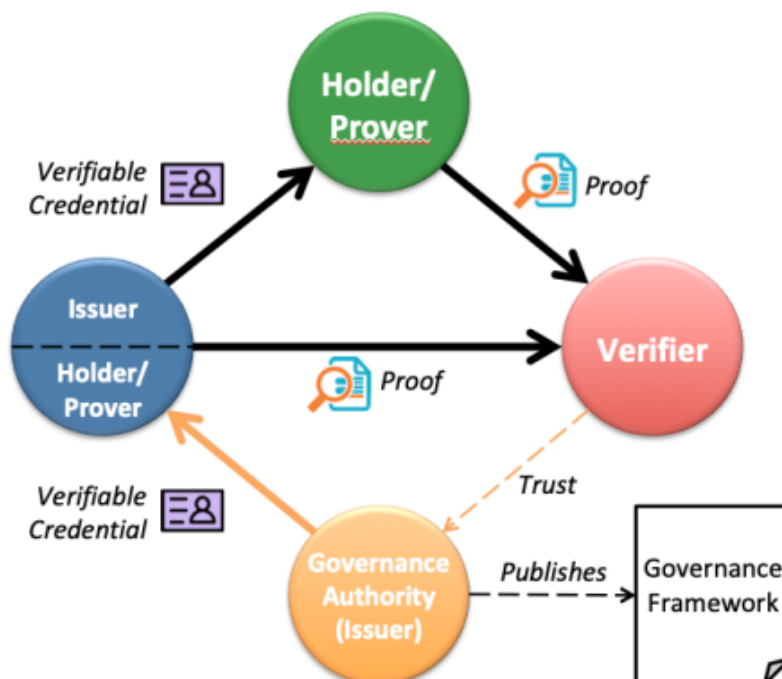 Holder/
Prover
Verifiable
Credential
Proof
Issuer
Holder/
Prover
Verifier
Proof
Verifiable
Credential
Trust
Governance
Authority
(Issuer)
Publishes
Governance
Framework